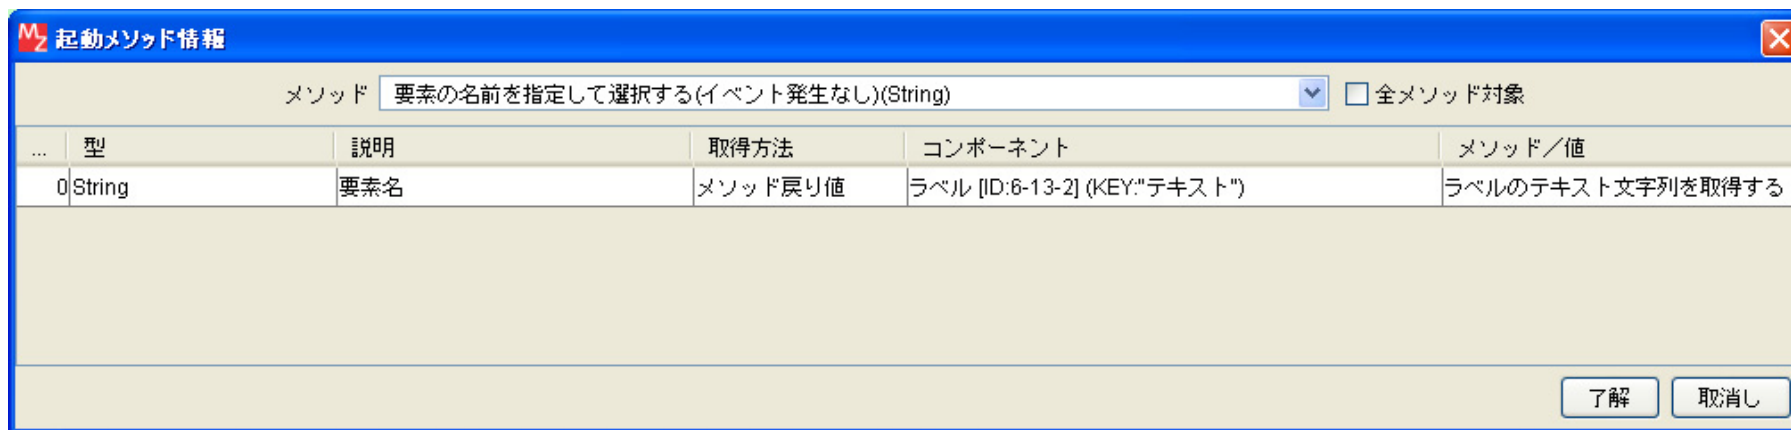 MZ 起動メソッド情報
メソッド 要素の名前を指定して選択する(イベント発生なし)(String) 全メソッド対象
... 型 説明 取得方法 コンポーネント メソッド／値
0 String 要素名 メソッド戻り値 ラベル [ID:6-13-2] (KEY:"テキスト") ラベルのテキスト文字列を取得する
了解 取消し